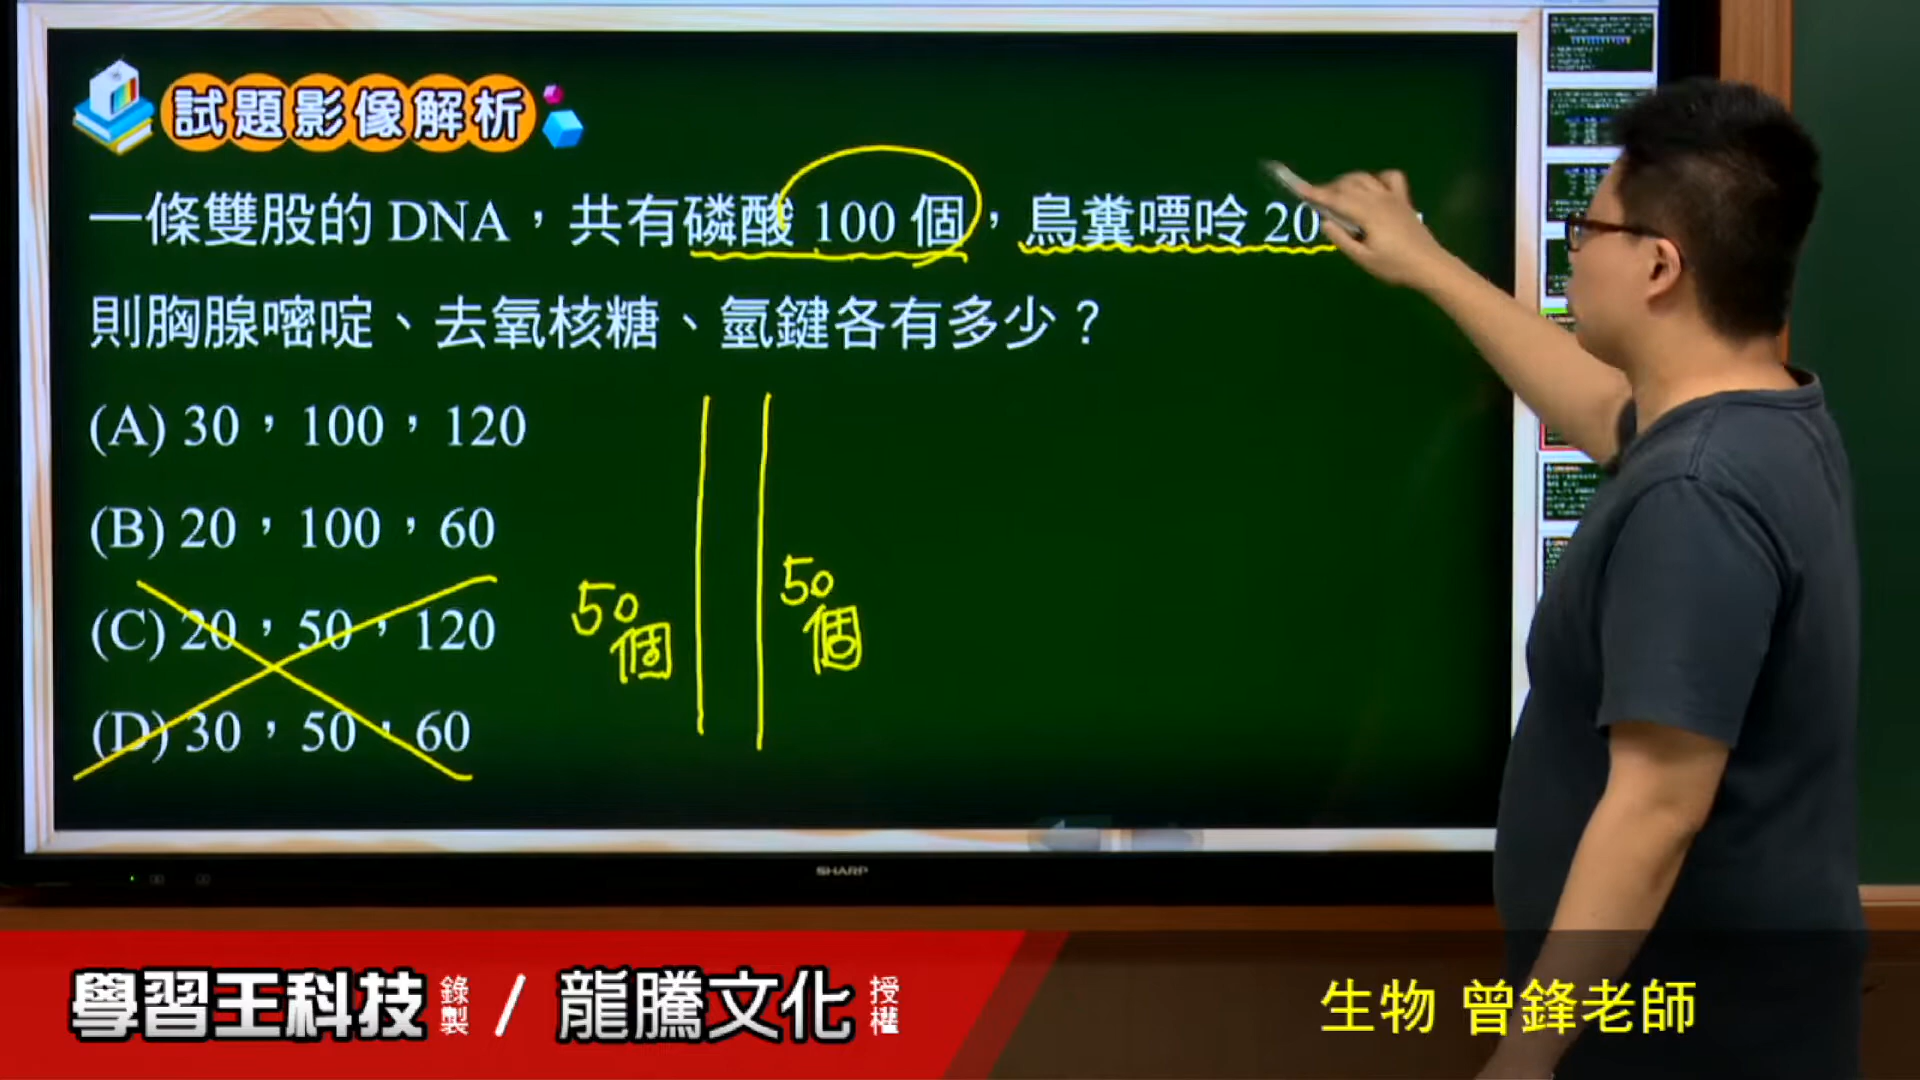 試題影像解析
一條雙股的 DNA，共有磷酸 100 個，鳥糞嘌呤 20
則胸腺嘧啶、去氧核糖、氫鍵各有多少？
(A) 30，100，120
(B) 20，100，60
(C) 20，50，120
(D) 30，50，60
50個
50個
SHARP
學習王科技 錄製 / 龍騰文化 授權
生物 曾鋒老師